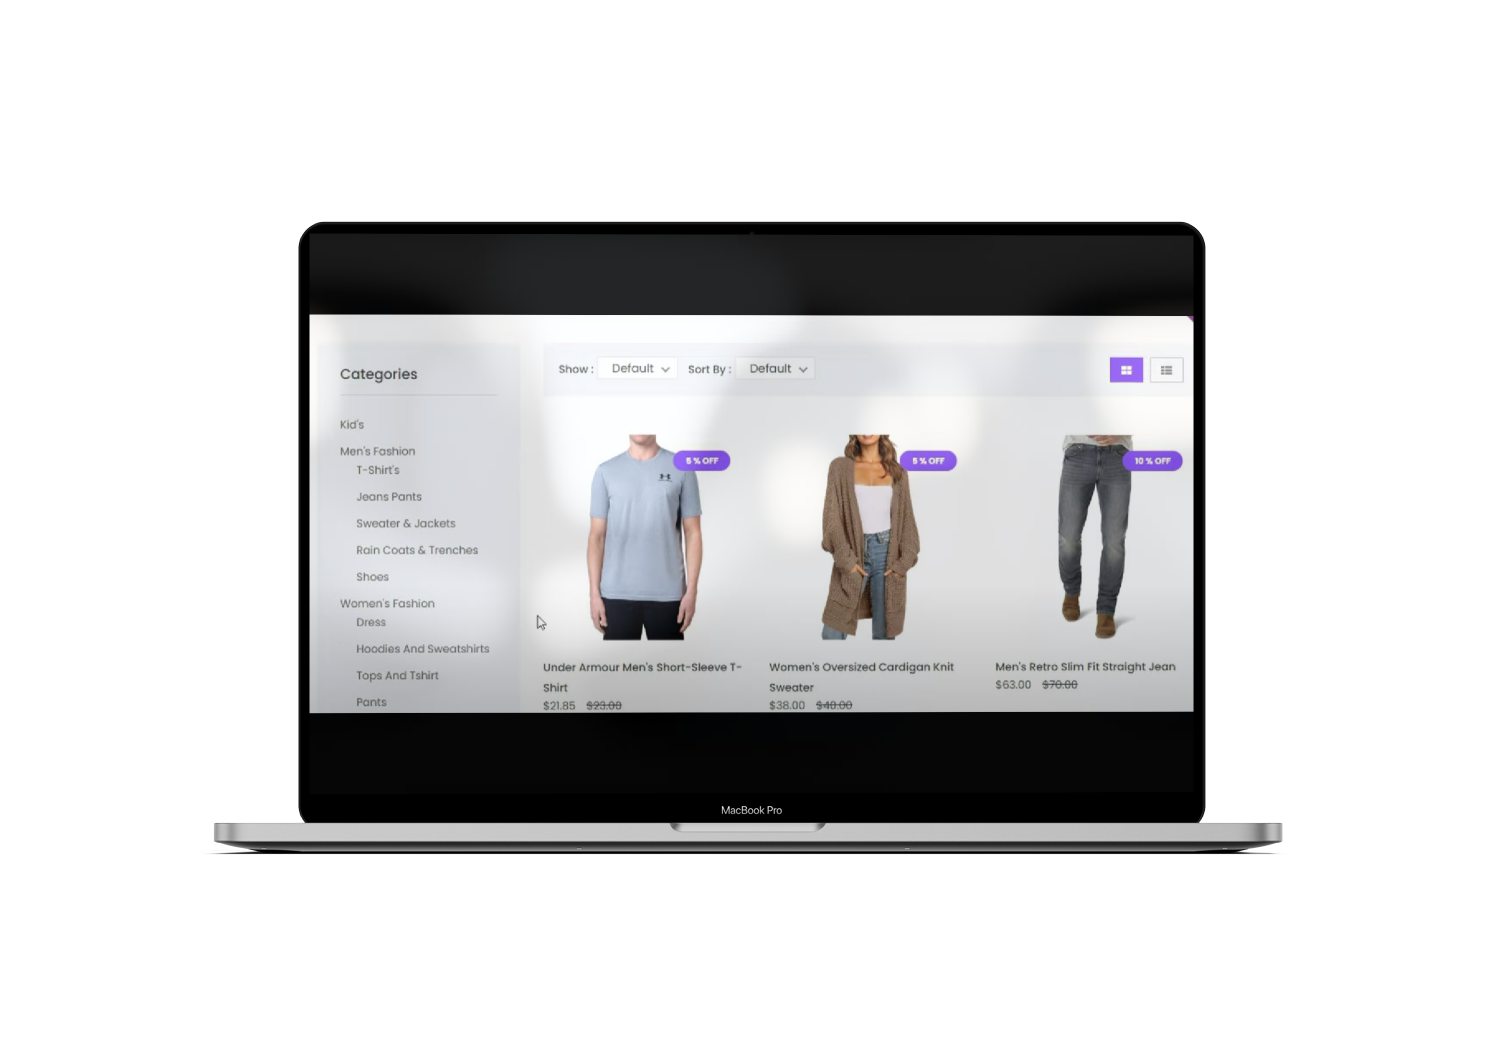 Categories
Kid's
Men's Fashion
T-Shirt's
Jeans Pants
Sweater & Jackets
Rain Coats & Trenches
Shoes
Women's Fashion
Dress
Hoodies And Sweatshirts
Tops And Tshirt
Pants
Show : Default Sort By : Default
5 % OFF
5 % OFF
10 % OFF
Under Armour Men's Short-Sleeve T-
Shirt
$21.85 $23.00
Women's Oversized Cardigan Knit
Sweater
$38.00 $40.00
Men's Retro Slim Fit Straight Jean
$63.00 $70.00
MacBook Pro